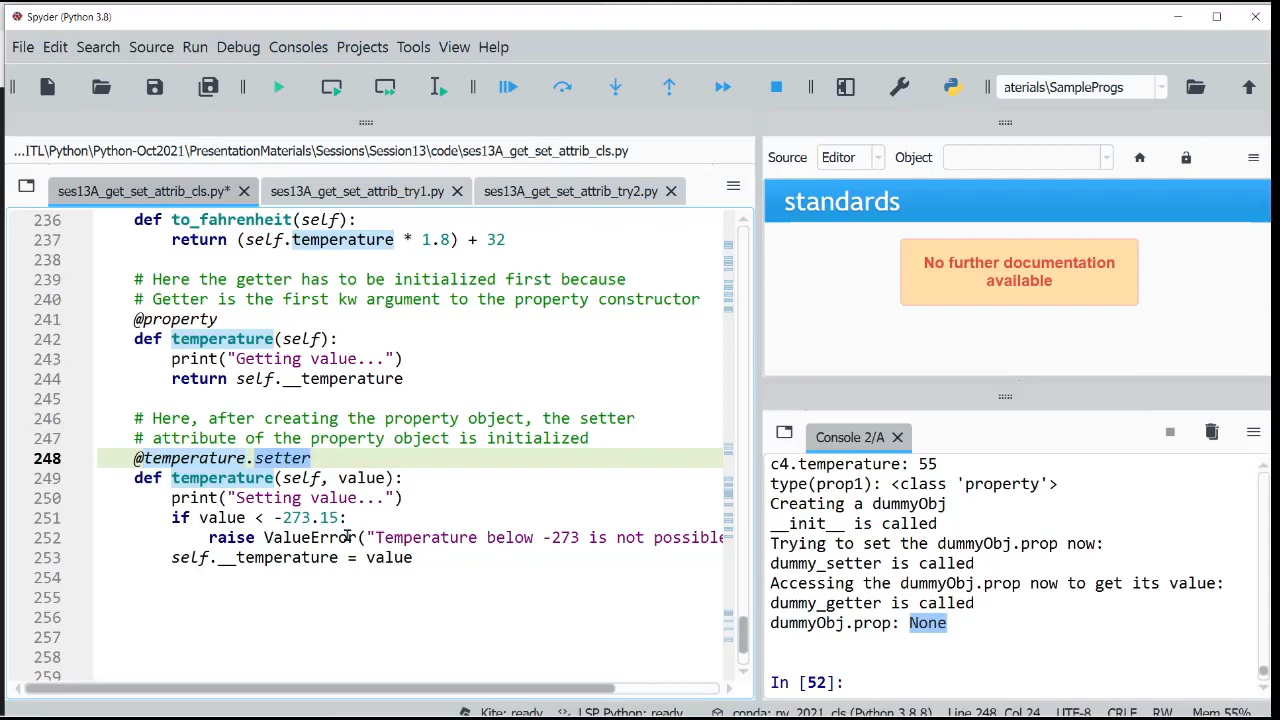 Spyder (Python 3.8)
File Edit Search Source Run Debug Consoles Projects Tools View Help
aterials\SampleProgs
...ITL\Python\Python-Oct2021\PresentationMaterials\Sessions\Session13\code\ses13A_get_set_attrib_cls.py
ses13A_get_set_attrib_cls.py* ses13A_get_set_attrib_try1.py ses13A_get_set_attrib_try2.py
236 def to_fahrenheit(self):
237 return (self.temperature * 1.8) + 32
238
239 # Here the getter has to be initialized first because
240 # Getter is the first kw argument to the property constructor
241 @property
242 def temperature(self):
243 print("Getting value...")
244 return self.__temperature
245
246 # Here, after creating the property object, the setter
247 # attribute of the property object is initialized
248 @temperature.setter
249 def temperature(self, value):
250 print("Setting value...")
251 if value < -273.15:
252 raise ValueError("Temperature below -273 is not possible
253 self.__temperature = value
254
255
256
257
258
259
Source Editor Object
standards
No further documentation
available
Console 2/A
c4.temperature: 55
type(prop1): <class 'property'>
Creating a dummyObj
__init__ is called
Trying to set the dummyObj.prop now:
dummy_setter is called
Accessing the dummyObj.prop now to get its value:
dummy_getter is called
dummyObj.prop: None
In [52]:
Kite: ready LSP Python: ready conda: py_2021_cls (Python 3.8.8) Line 248, Col 24 UTF-8 CRLF RW Mem 55%